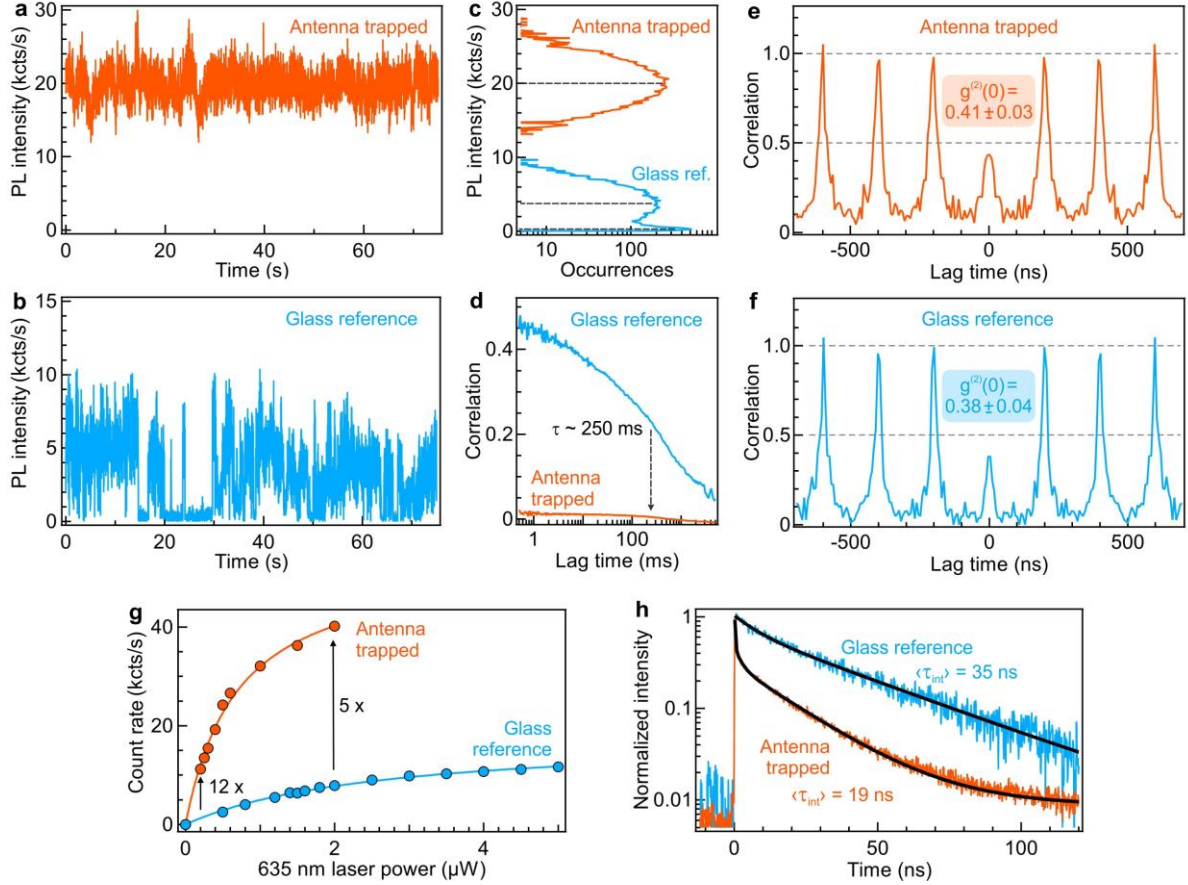 a
Antenna trapped
PL intensity (kcts/s)
30
20
10
0
0
20
40
60
Time (s)
b
Glass reference
PL intensity (kcts/s)
15
10
5
0
0
20
40
60
Time (s)
c
Antenna trapped
Glass ref.
PL intensity (kcts/s)
30
20
10
0
10
100
Occurrences
d
Glass reference
Correlation
0.4
0.2
0
τ ~ 250 ms
Antenna
trapped
1
100
Lag time (ms)
e
Antenna trapped
Correlation
1.0
0.5
0
g⁽²⁾(0) =
0.41 ± 0.03
-500
0
500
Lag time (ns)
f
Glass reference
Correlation
1.0
0.5
0
g⁽²⁾(0) =
0.38 ± 0.04
-500
0
500
Lag time (ns)
g
Antenna
trapped
Count rate (kcts/s)
40
20
0
5 x
12 x
Glass
reference
0
2
4
635 nm laser power (µW)
h
Normalized intensity
1
0.1
0.01
Glass reference
⟨τint⟩ = 35 ns
Antenna
trapped
⟨τint⟩ = 19 ns
0
50
100
Time (ns)